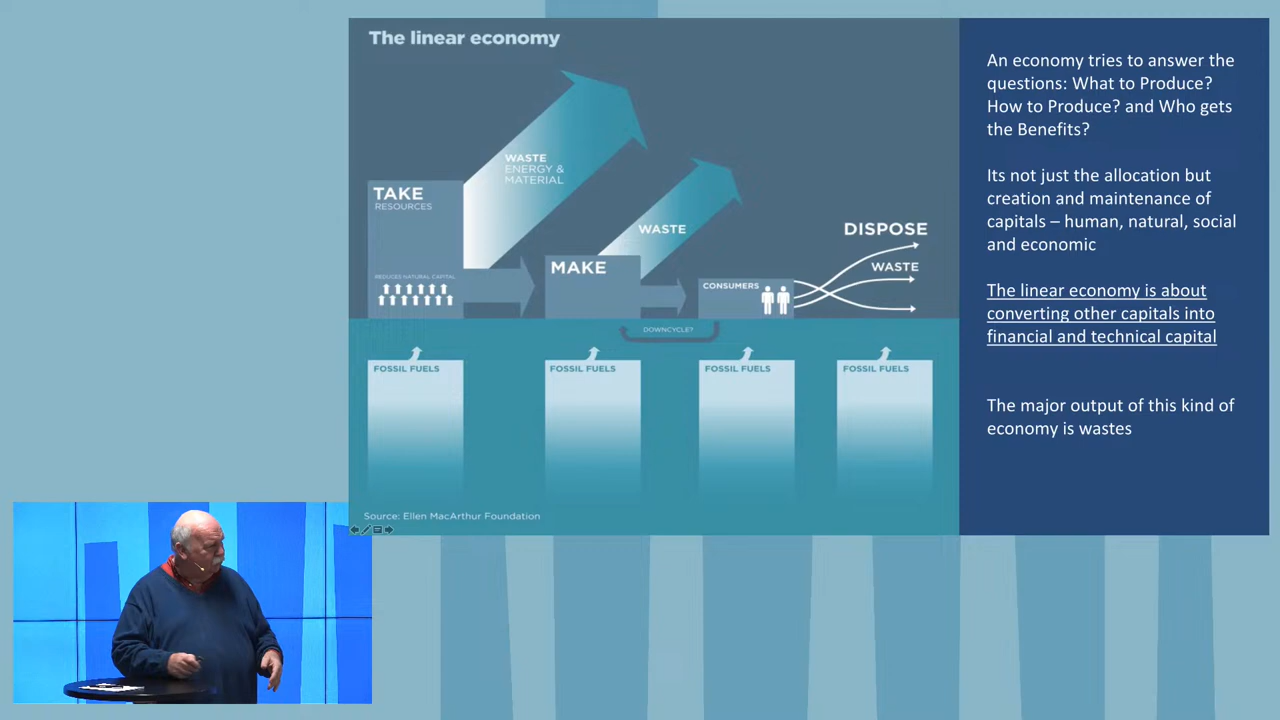 The linear economy
WASTE
ENERGY &
MATERIAL
TAKE
RESOURCES
REDUCES NATURAL CAPITAL
WASTE
MAKE
CONSUMERS
DISPOSE
WASTE
DOWNCYCLE?
FOSSIL FUELS
FOSSIL FUELS
FOSSIL FUELS
FOSSIL FUELS
Source: Ellen MacArthur Foundation
An economy tries to answer the
questions: What to Produce?
How to Produce? and Who gets
the Benefits?
Its not just the allocation but
creation and maintenance of
capitals – human, natural, social
and economic
The linear economy is about
converting other capitals into
financial and technical capital
The major output of this kind of
economy is wastes